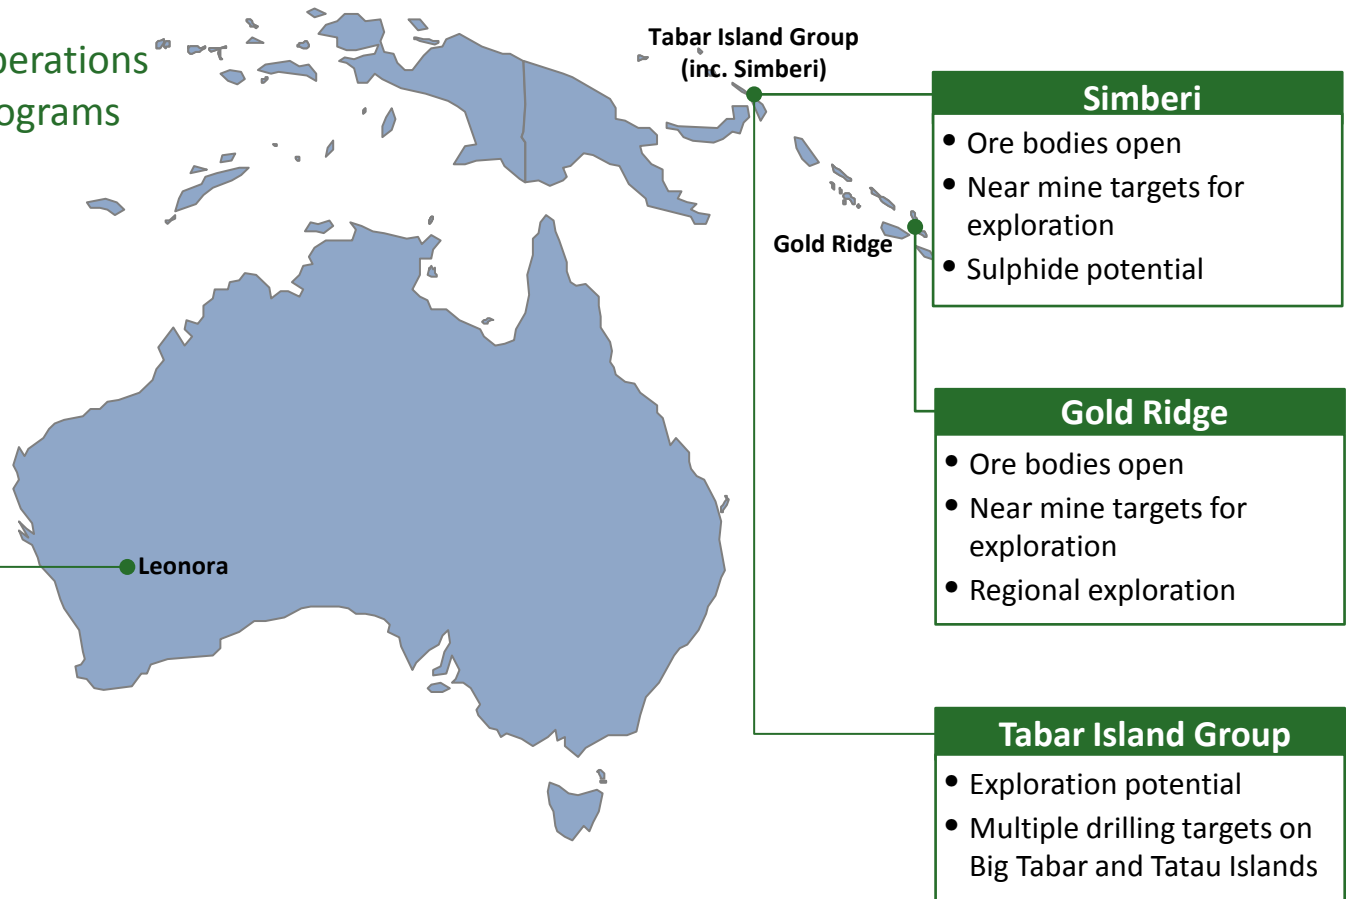 Tabar Island Group
(inc. Simberi)
Simberi
• Ore bodies open
• Near mine targets for
exploration
• Sulphide potential
Gold Ridge
Gold Ridge
• Ore bodies open
• Near mine targets for
exploration
• Regional exploration
Leonora
Tabar Island Group
• Exploration potential
• Multiple drilling targets on
Big Tabar and Tatau Islands